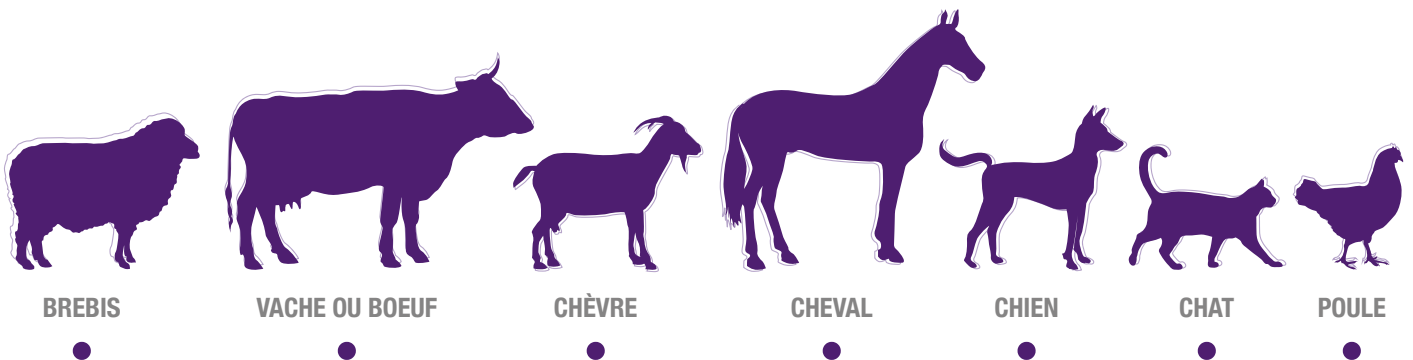 BREBIS
VACHE OU BOEUF
CHÈVRE
CHEVAL
CHIEN
CHAT
POULE